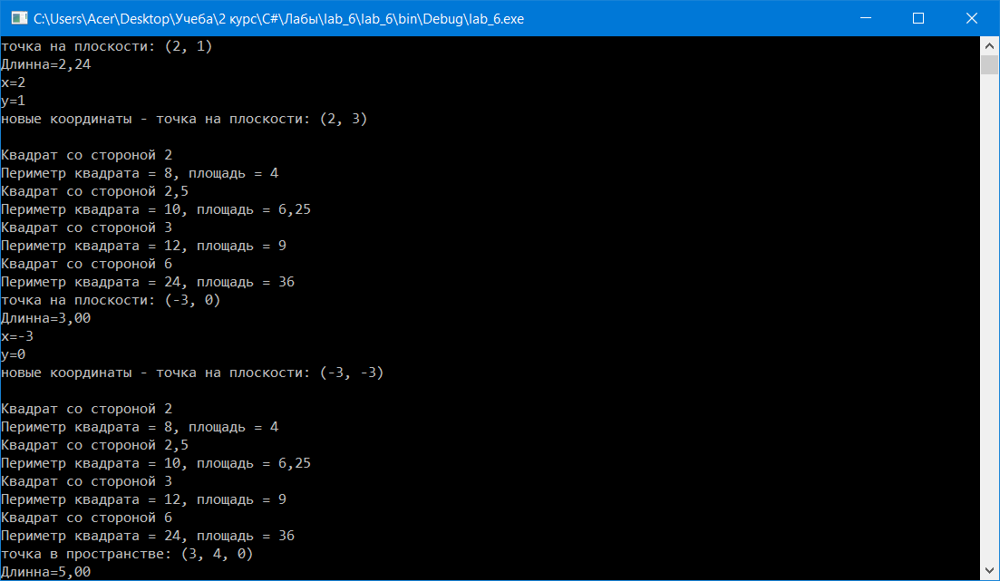 C:\Users\Acer\Desktop\Учеба\2 курс\C#\Лабы\lab_6\lab_6\bin\Debug\lab_6.exe
точка на плоскости: (2, 1)
Длинна=2,24
x=2
y=1
новые координаты - точка на плоскости: (2, 3)
Квадрат со стороной 2
Периметр квадрата = 8, площадь = 4
Квадрат со стороной 2,5
Периметр квадрата = 10, площадь = 6,25
Квадрат со стороной 3
Периметр квадрата = 12, площадь = 9
Квадрат со стороной 6
Периметр квадрата = 24, площадь = 36
точка на плоскости: (-3, 0)
Длинна=3,00
x=-3
y=0
новые координаты - точка на плоскости: (-3, -3)
Квадрат со стороной 2
Периметр квадрата = 8, площадь = 4
Квадрат со стороной 2,5
Периметр квадрата = 10, площадь = 6,25
Квадрат со стороной 3
Периметр квадрата = 12, площадь = 9
Квадрат со стороной 6
Периметр квадрата = 24, площадь = 36
точка в пространстве: (3, 4, 0)
Длинна=5,00